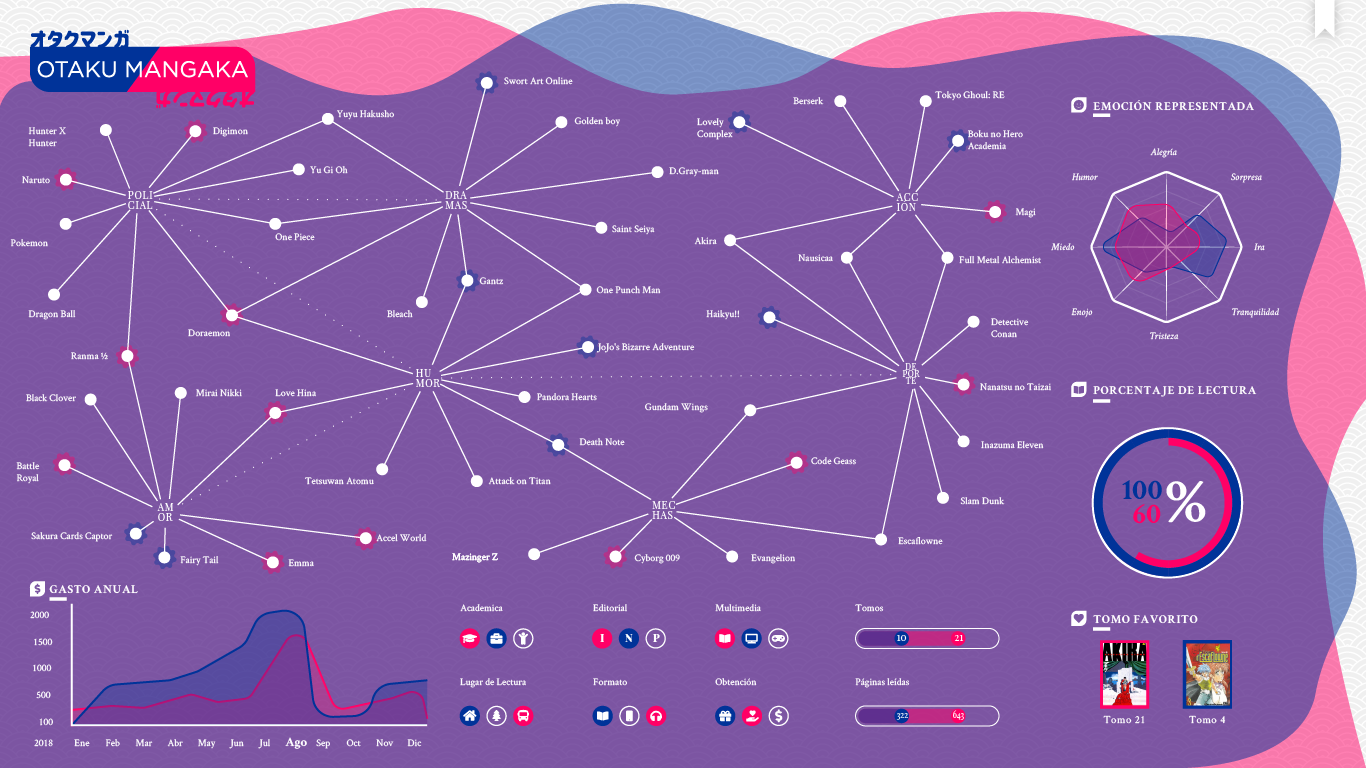 オタクマンガ
OTAKU MANGAKA
オタクマンガ
Hunter X
Hunter
Digimon
Yuyu Hakusho
Naruto
Yu Gi Oh
POLI
CIAL
Pokemon
One Piece
Dragon Ball
Doraemon
Ranma ½
Swort Art Online
Golden boy
D.Gray-man
DRA
MAS
Saint Seiya
Gantz
Bleach
One Punch Man
Lovely
Complex
Berserk
Tokyo Ghoul: RE
Boku no Hero
Academia
ACC
ION
Magi
Akira
Nausicaa
Full Metal Alchemist
Haikyu!!
Detective
Conan
JoJo's Bizarre Adventure
HU
MOR
DE
POR
TE
Nanatsu no Taizai
Pandora Hearts
Gundam Wings
Black Clover
Mirai Nikki
Love Hina
Death Note
Inazuma Eleven
Battle
Royal
Code Geass
Tetsuwan Atomu
Attack on Titan
Slam Dunk
AM
OR
MEC
HAS
Sakura Cards Captor
Fairy Tail
Emma
Accel World
Mazinger Z
Cyborg 009
Evangelion
Escaflowne
EMOCIÓN REPRESENTADA
Alegría
Humor
Sorpresa
Miedo
Ira
Enojo
Tranquilidad
Tristeza
PORCENTAJE DE LECTURA
100
60
%
TOMO FAVORITO
AKIRA
Escaflowne
Tomo 21
Tomo 4
$ GASTO ANUAL
2000
1500
1000
500
100
2018 Ene Feb Mar Abr May Jun Jul Ago Sep Oct Nov Dic
Academica
Editorial
I N P
Multimedia
Tomos
10 21
Lugar de Lectura
Formato
Obtención
$
Páginas leídas
322 643